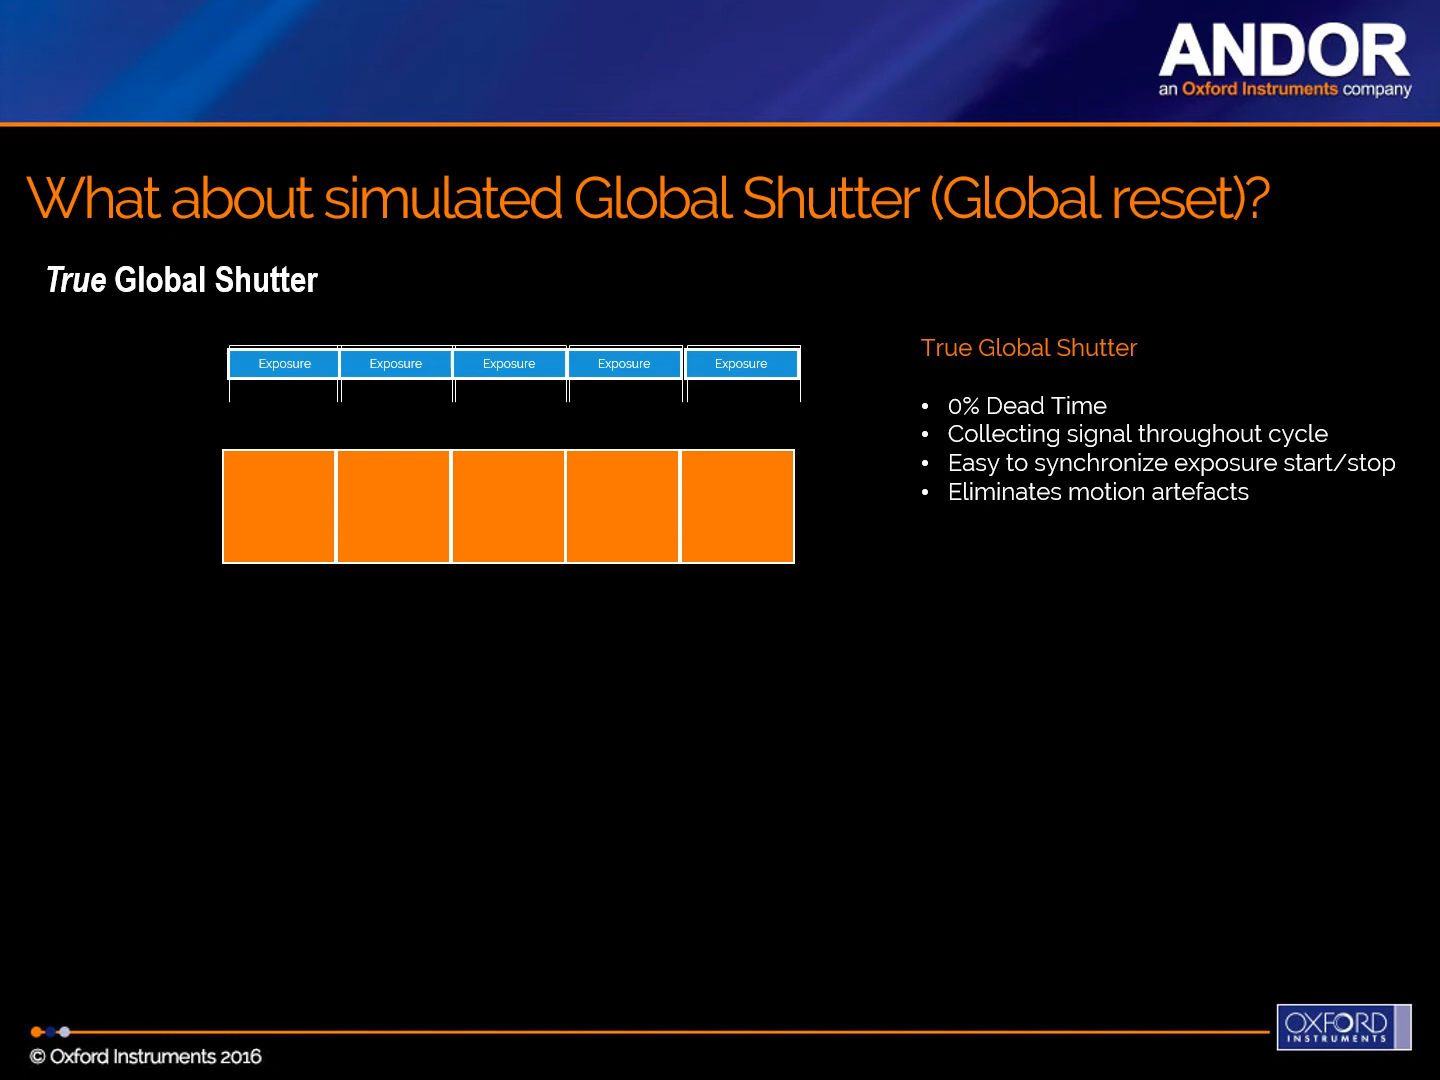 ANDOR
an Oxford Instruments company
What about simulated Global Shutter (Global reset)?
True Global Shutter
Exposure Exposure Exposure Exposure Exposure
True Global Shutter
• 0% Dead Time
• Collecting signal throughout cycle
• Easy to synchronize exposure start/stop
• Eliminates motion artefacts
OXFORD
INSTRUMENTS
© Oxford Instruments 2016